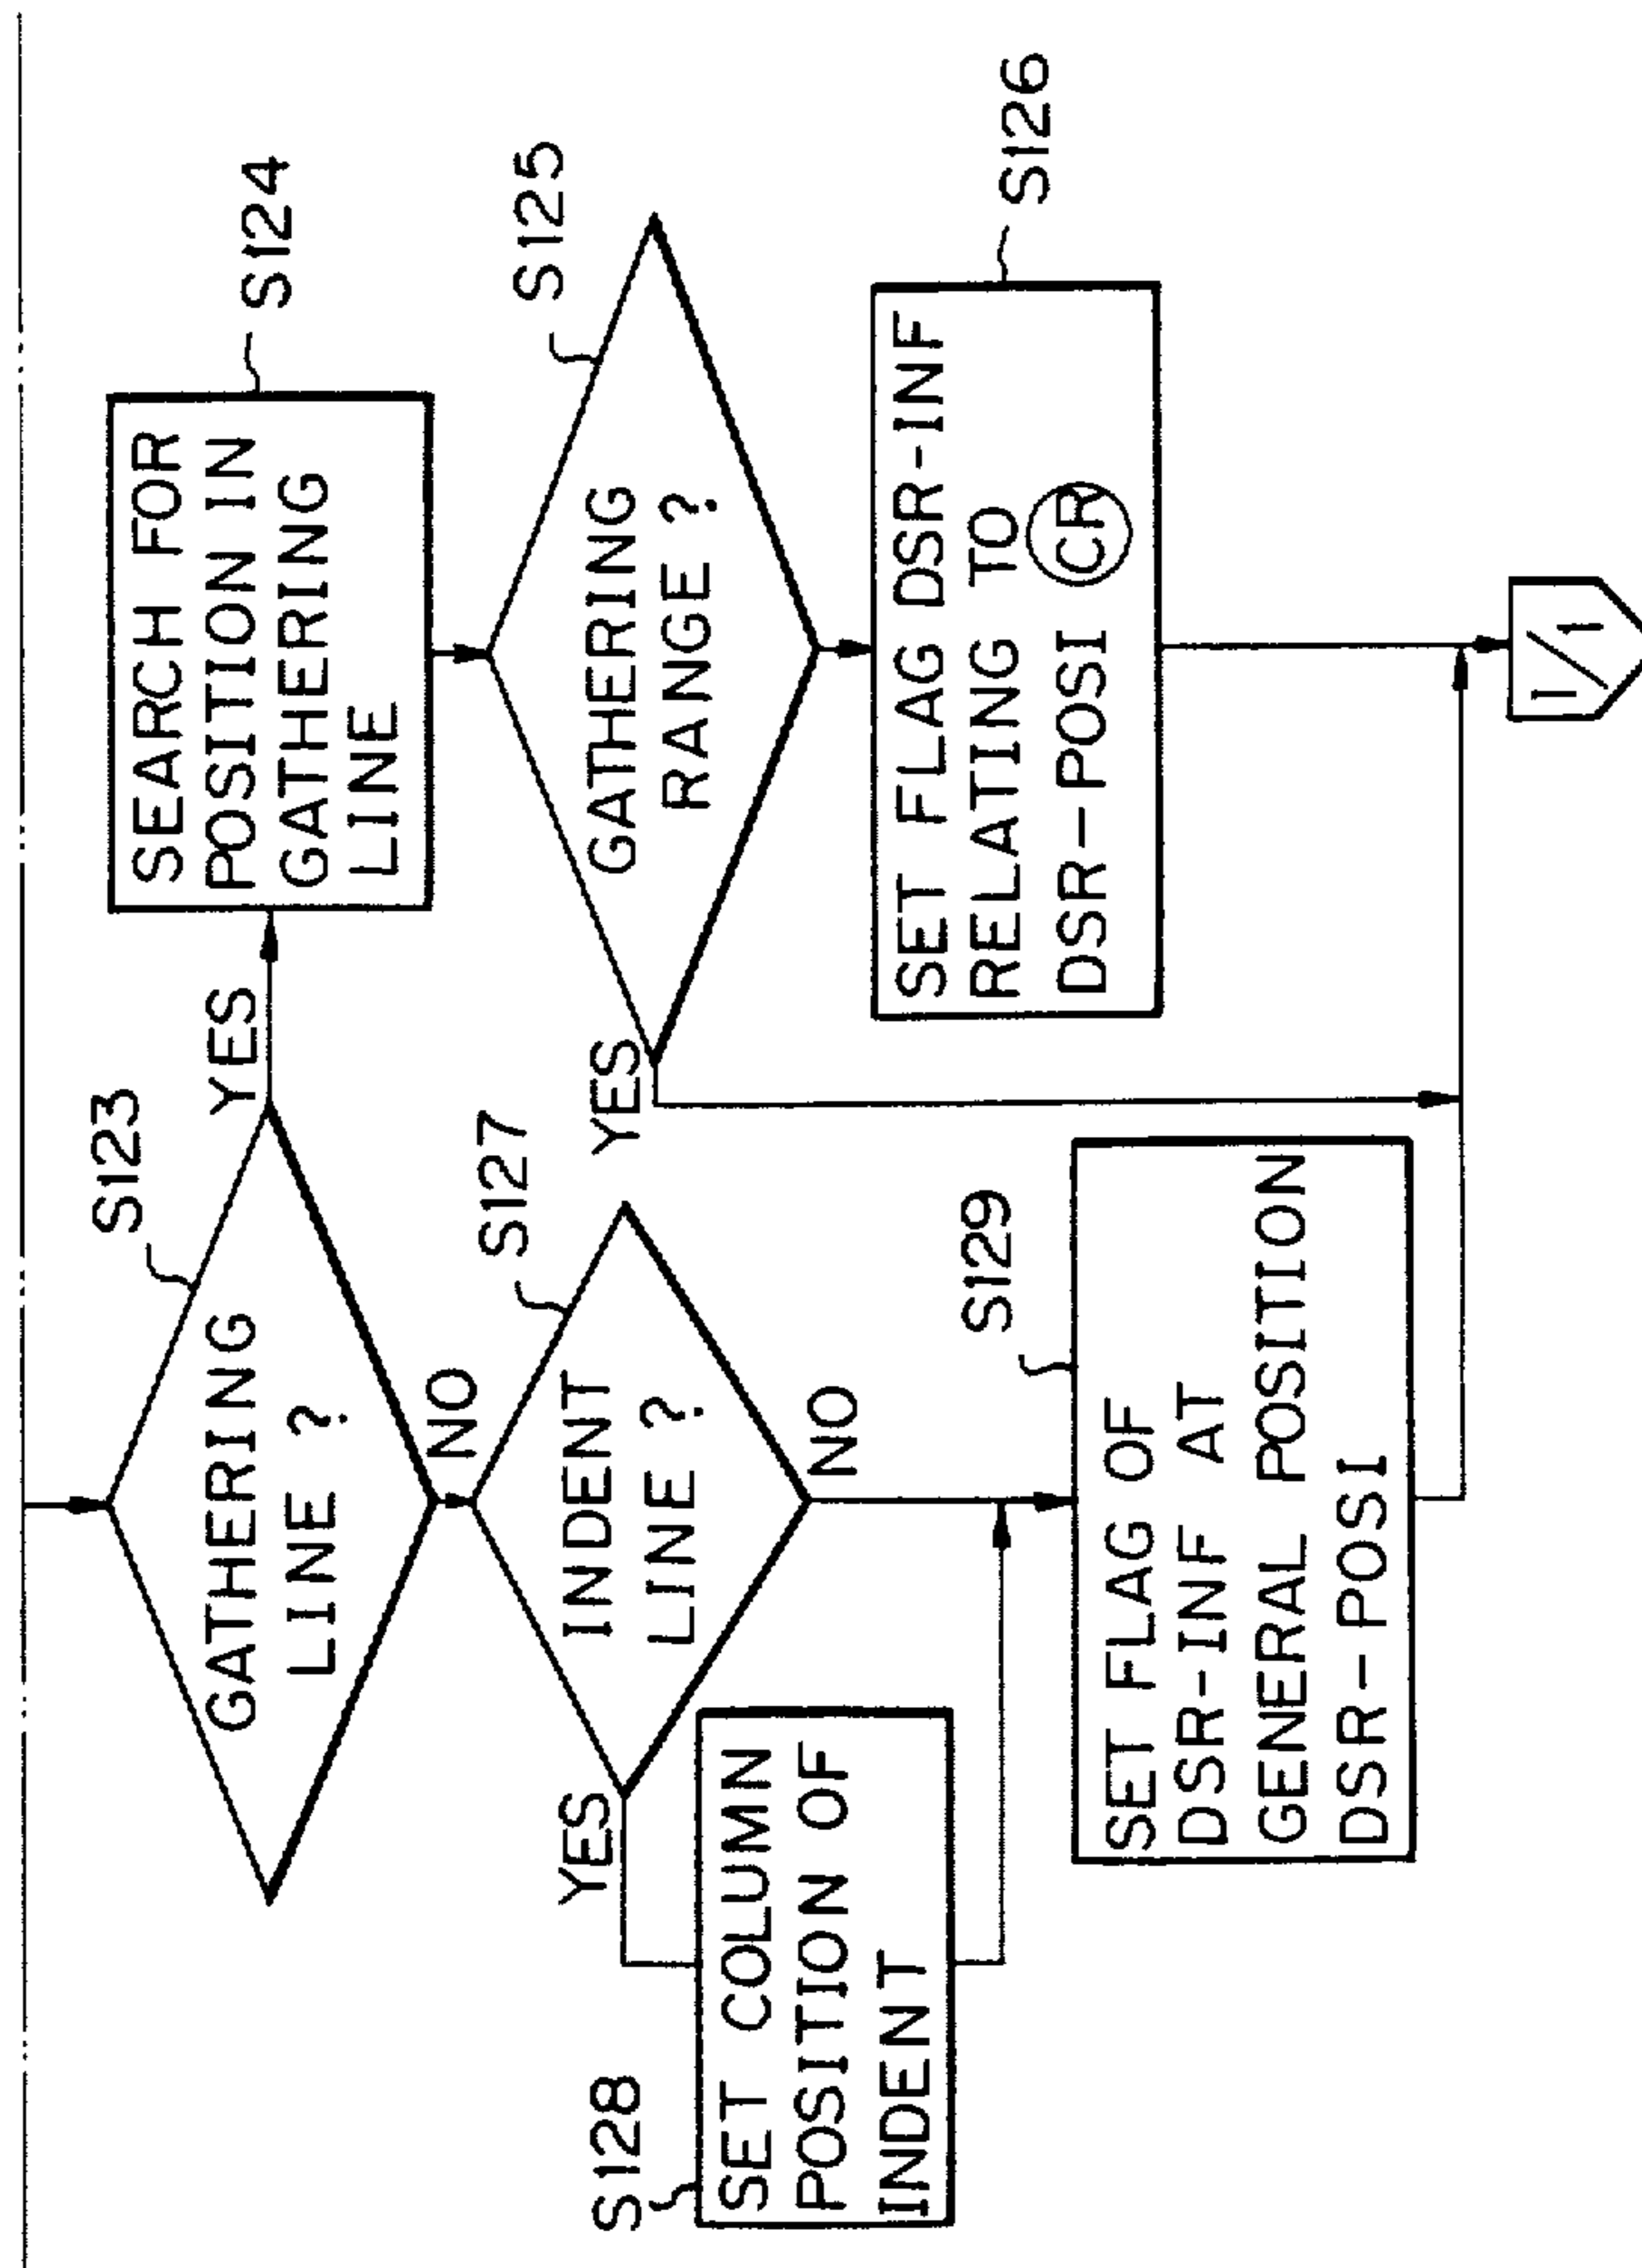 S123
GATHERING
LINE ?
YES
NO
S124
SEARCH FOR
POSITION IN
GATHERING
LINE
S125
GATHERING
RANGE ?
YES
S126
SET FLAG DSR-INF
RELATING TO
DSR-POSI CR
S127
INDENT
LINE ?
YES
NO
S128
SET COLUMN
POSITION OF
INDENT
S129
SET FLAG OF
DSR-INF AT
GENERAL POSITION
DSR-POSI
1/1